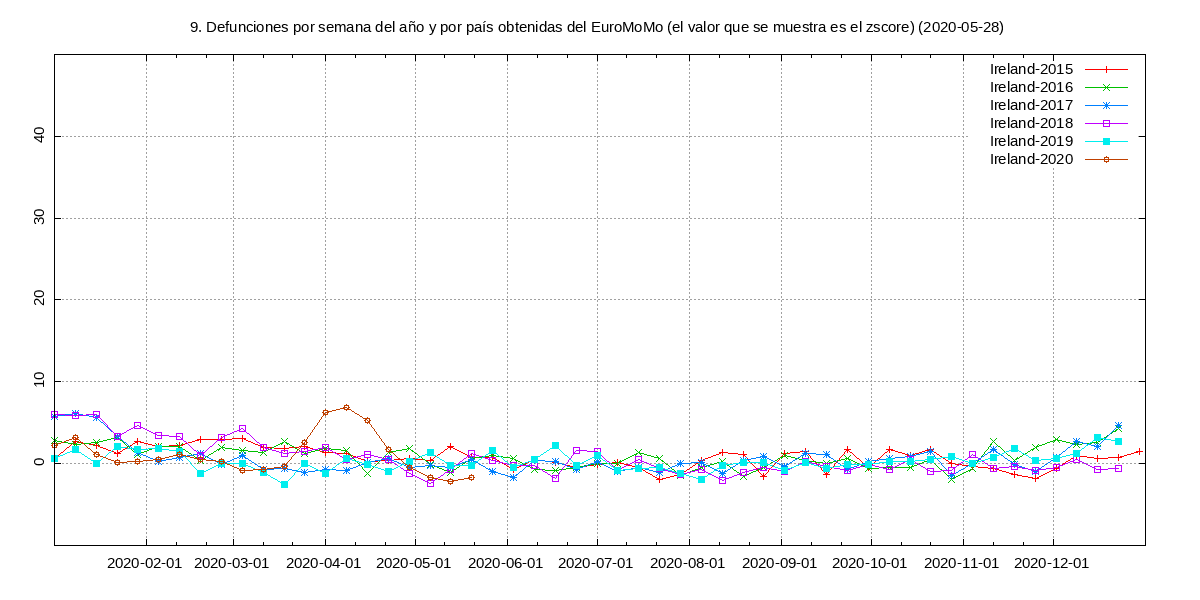 9. Defunciones por semana del año y por país obtenidas del EuroMoMo (el valor que se muestra es el zscore) (2020-05-28)
Ireland-2015
Ireland-2016
Ireland-2017
Ireland-2018
Ireland-2019
Ireland-2020
40
30
20
10
0
2020-02-01 2020-03-01 2020-04-01 2020-05-01 2020-06-01 2020-07-01 2020-08-01 2020-09-01 2020-10-01 2020-11-01 2020-12-01